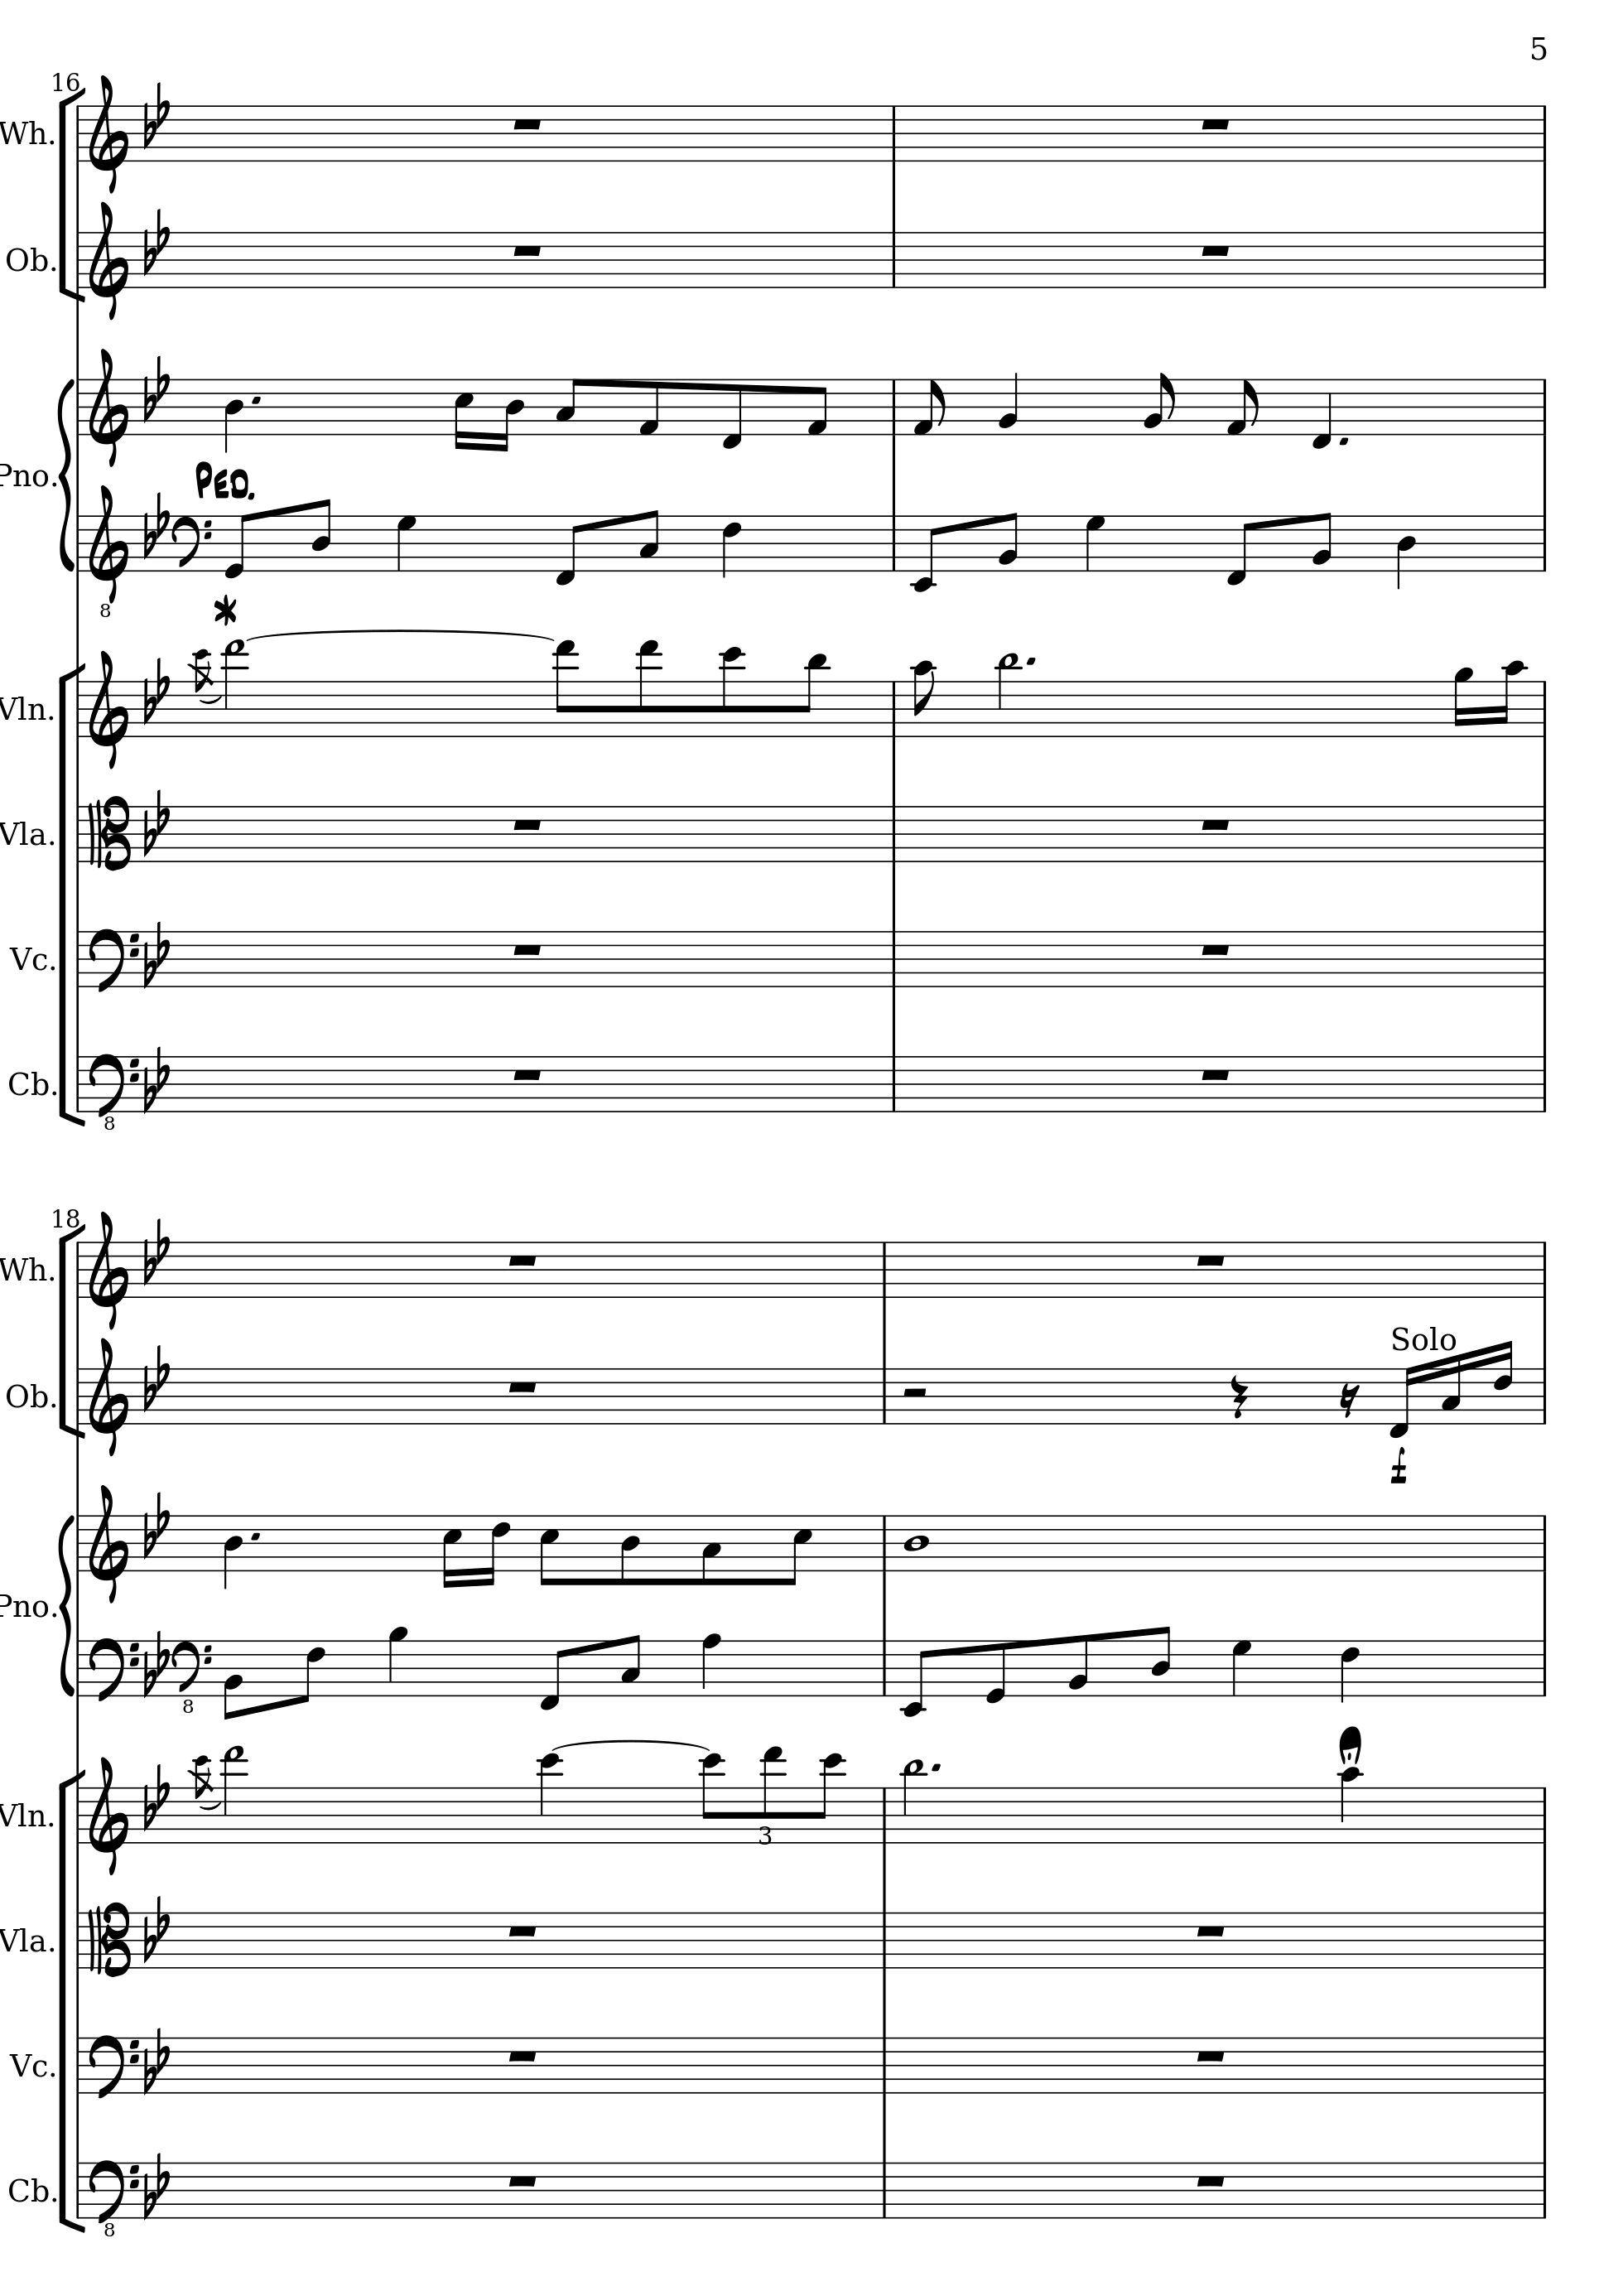 5
16
Wh.
Ob.
Pno.
PED.
*
8
Vln.
Vla.
Vc.
Cb.
8
18
Wh.
Solo
Ob.
f
Pno.
8
Vln.
3
Vla.
Vc.
Cb.
8